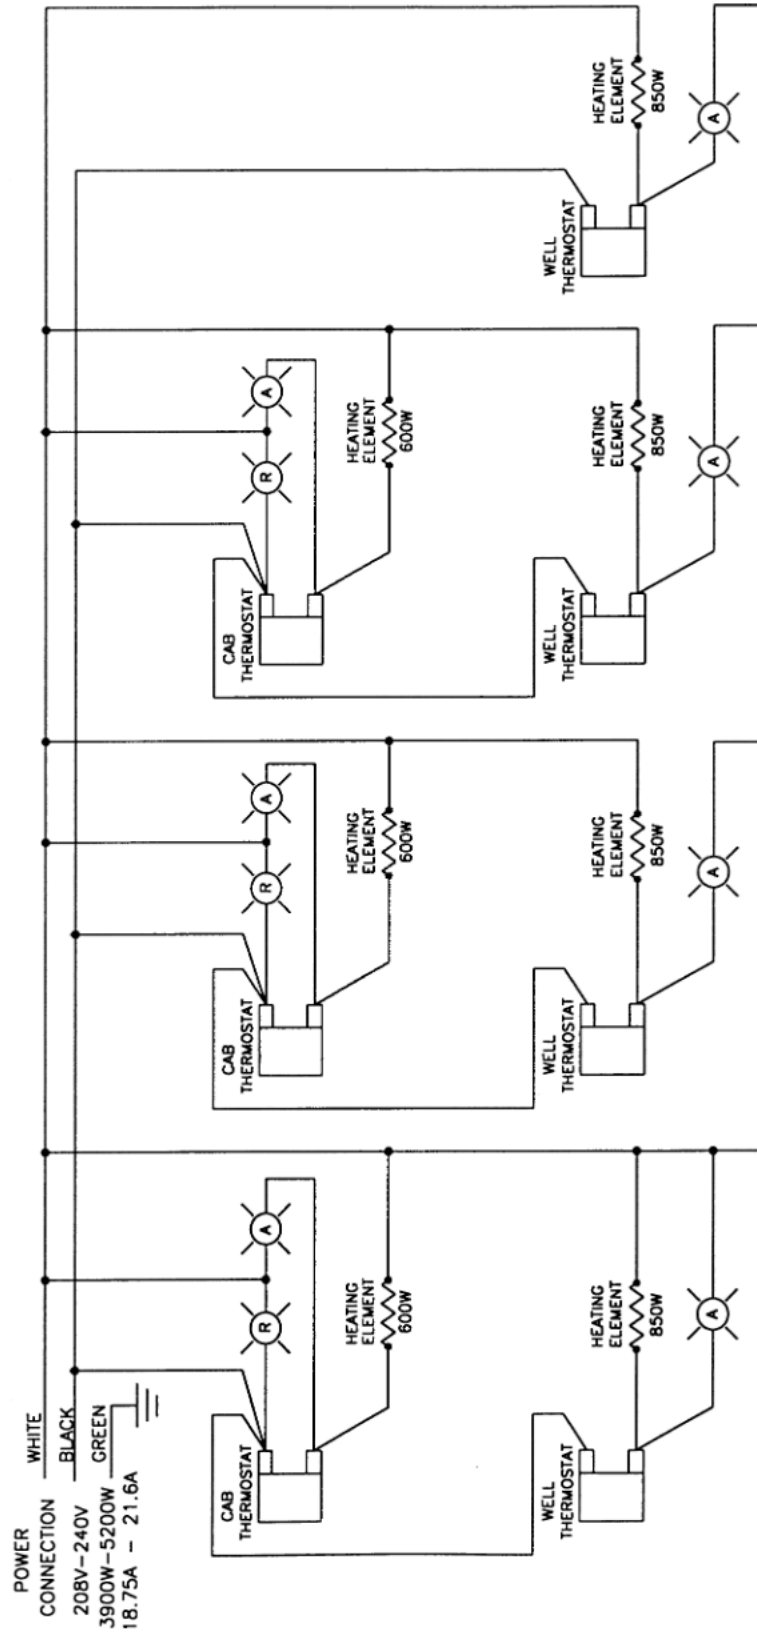 POWER
CONNECTION
WHITE
BLACK
208V-240V
GREEN
3900W-5200W
18.75A - 21.6A
CAB
THERMOSTAT
R
A
HEATING
ELEMENT
600W
WELL
THERMOSTAT
HEATING
ELEMENT
850W
A
CAB
THERMOSTAT
R
A
HEATING
ELEMENT
600W
WELL
THERMOSTAT
HEATING
ELEMENT
850W
A
CAB
THERMOSTAT
R
A
HEATING
ELEMENT
600W
WELL
THERMOSTAT
HEATING
ELEMENT
850W
A
WELL
THERMOSTAT
HEATING
ELEMENT
850W
A